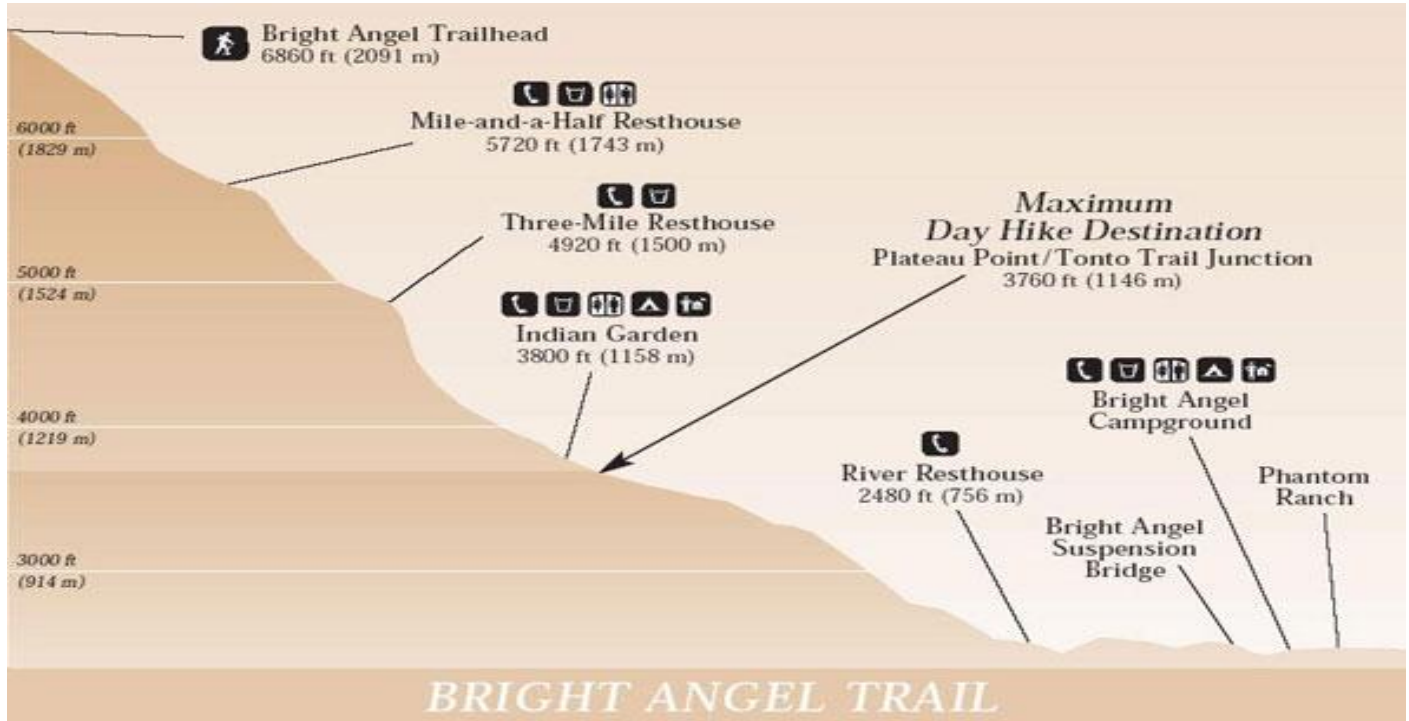 Bright Angel Trailhead
6860 ft (2091 m)
6000 ft
(1829 m)
Mile-and-a-Half Resthouse
5720 ft (1743 m)
Three-Mile Resthouse
4920 ft (1500 m)
Maximum
Day Hike Destination
Plateau Point/Tonto Trail Junction
3760 ft (1146 m)
5000 ft
(1524 m)
Indian Garden
3800 ft (1158 m)
Bright Angel
Campground
4000 ft
(1219 m)
River Resthouse
2480 ft (756 m)
Phantom
Ranch
Bright Angel
Suspension
Bridge
3000 ft
(914 m)
BRIGHT ANGEL TRAIL